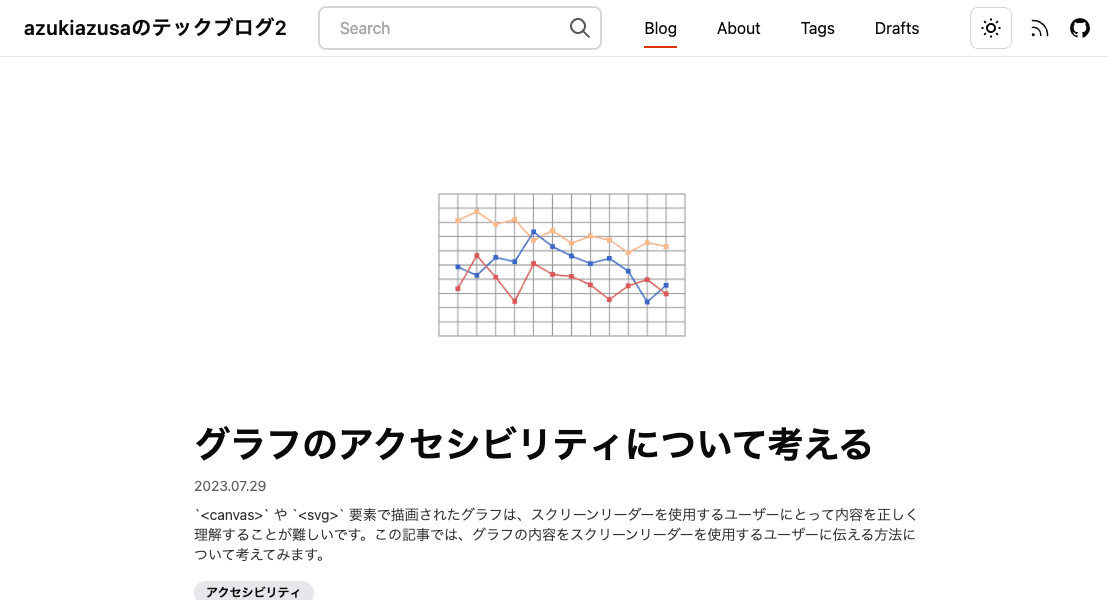 azukiazusaのテックブログ2
Search
Blog
About
Tags
Drafts
グラフのアクセシビリティについて考える
2023.07.29
`<canvas>` や `<svg>` 要素で描画されたグラフは、スクリーンリーダーを使用するユーザーにとって内容を正しく
理解することが難しいです。この記事では、グラフの内容をスクリーンリーダーを使用するユーザーに伝える方法に
ついて考えてみます。
アクセシビリティ